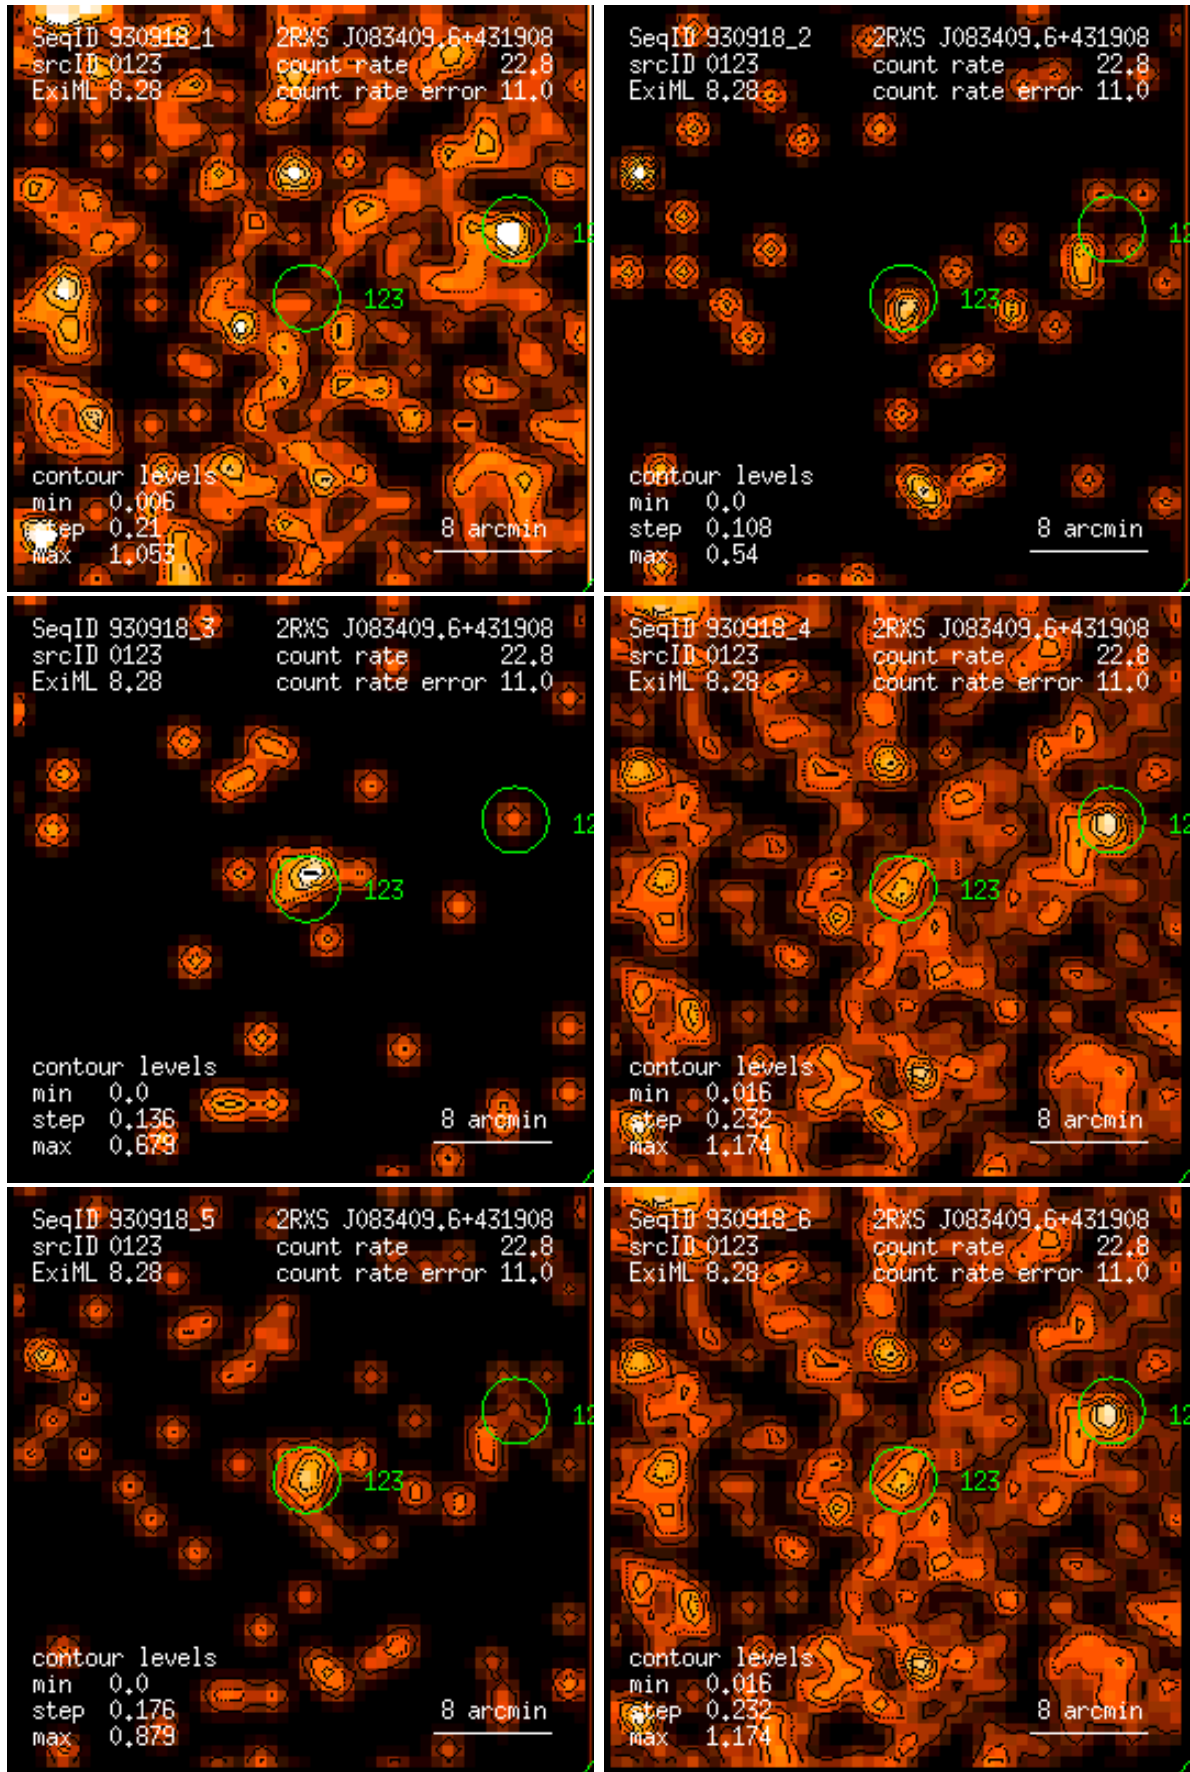 SeqID 930918_1 2RXS J083409.6+431908
srcID 0123 count rate 22.8
ExiML 8.28 count rate error 11.0
123
contour levels
min 0.006
step 0.21 8 arcmin
max 1.053
SeqID 930918_2 2RXS J083409.6+431908
srcID 0123 count rate 22.8
ExiML 8.28 count rate error 11.0
12
123
contour levels
min 0.0
step 0.108 8 arcmin
max 0.54
SeqID 930918_3 2RXS J083409.6+431908
srcID 0123 count rate 22.8
ExiML 8.28 count rate error 11.0
12
123
contour levels
min 0.0
step 0.136 8 arcmin
max 0.679
SeqID 930918_4 2RXS J083409.6+431908
srcID 0123 count rate 22.8
ExiML 8.28 count rate error 11.0
12
123
contour levels
min 0.016
step 0.232 8 arcmin
max 1.174
SeqID 930918_5 2RXS J083409.6+431908
srcID 0123 count rate 22.8
ExiML 8.28 count rate error 11.0
12
123
contour levels
min 0.0
step 0.176 8 arcmin
max 0.879
SeqID 930918_6 2RXS J083409.6+431908
srcID 0123 count rate 22.8
ExiML 8.28 count rate error 11.0
12
123
contour levels
min 0.016
step 0.232 8 arcmin
max 1.174